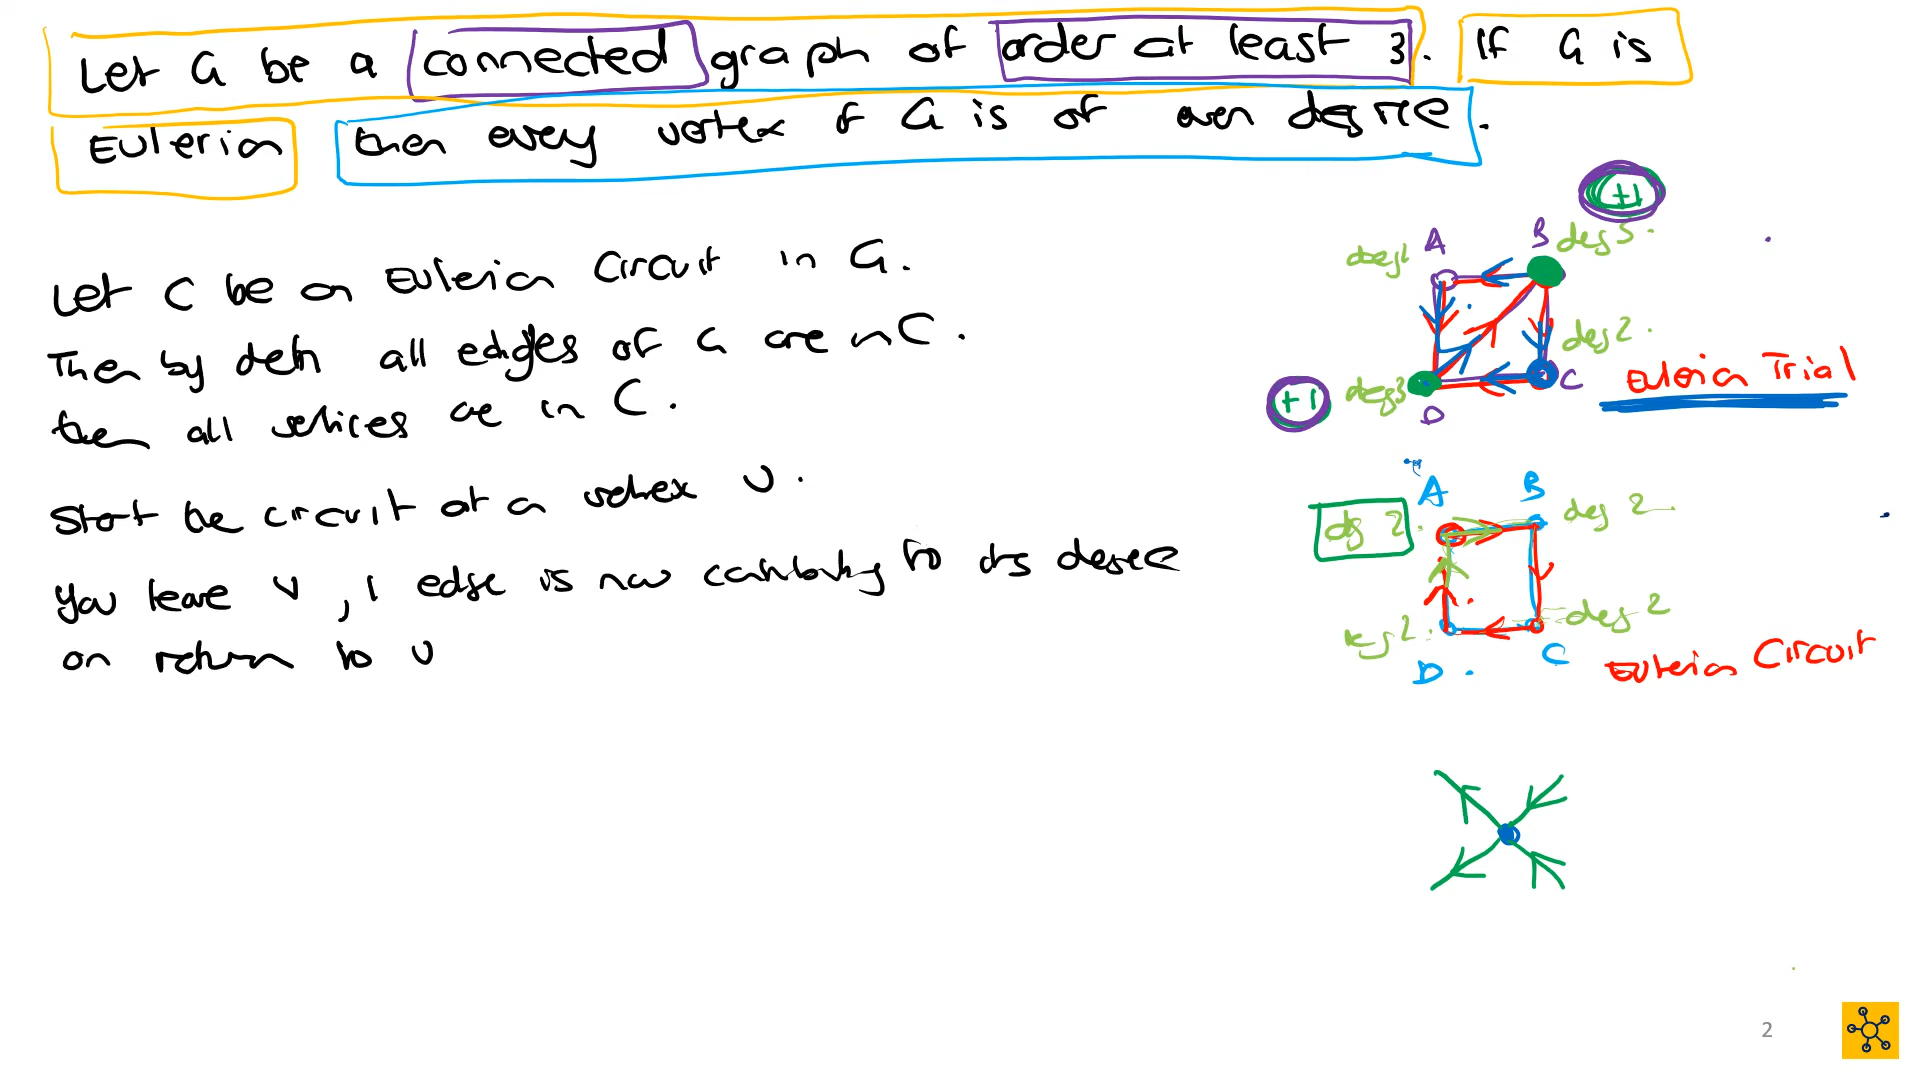 Let G be a connected graph of order at least 3. If G is
Eulerian then every vertex of G is of even degree.
Let C be an Eulerian Circuit in G.
Then by defn all edges of G are in C.
then all vertices are in C.
Start the circuit at a vertex v.
You leave v, 1 edge is now contributing to its degree
on return to v
+1
A B deg 3.
deg 2.
C
Eulerian Trial
+1 deg3
D
A B
deg 2. deg 2
deg 2. deg 2
D. C Eulerian Circuit
2